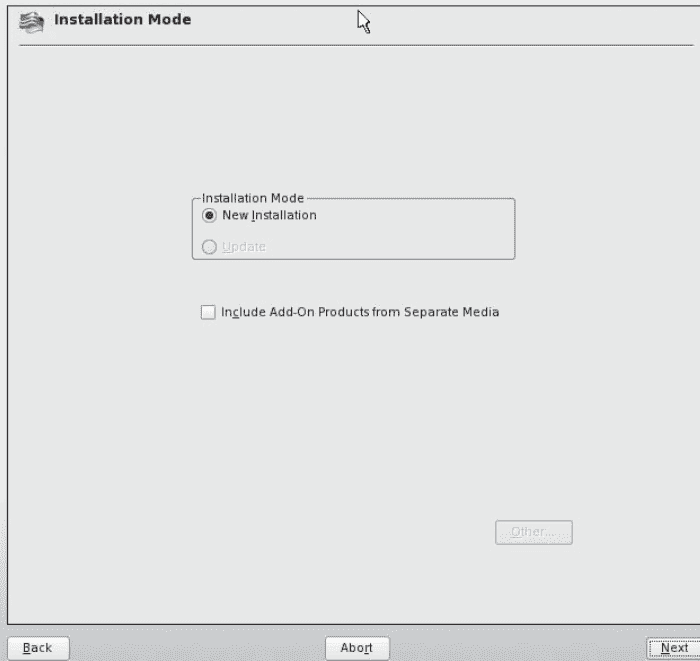 Installation Mode
Installation Mode
New Installation
Update
Include Add-On Products from Separate Media
Other...
Back
Abort
Next